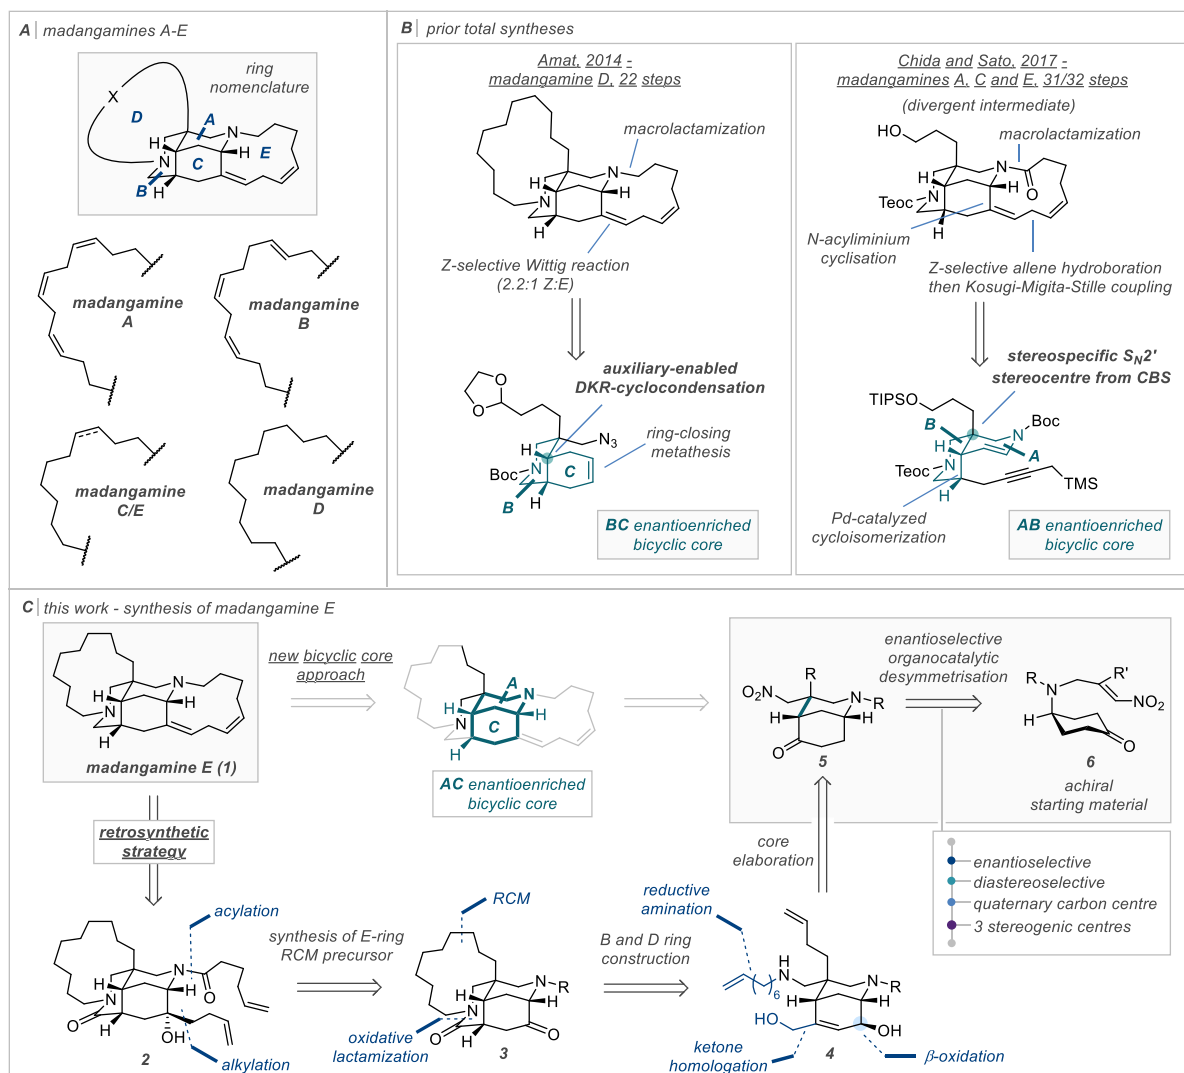 A | madangamines A-E
ring
nomenclature
X
D
A
N
H
H
E
C
N
B
H
madangamine
A
madangamine
B
madangamine
C/E
madangamine
D
B | prior total syntheses
Amat, 2014 -
madangamine D, 22 steps
macrolactamization
N
H
H
N
H
Z-selective Wittig reaction
(2.2:1 Z:E)
auxiliary-enabled
DKR-cyclocondensation
O
O
N3
ring-closing
metathesis
H
N
Boc
C
H
B
BC enantioenriched
bicyclic core
Chida and Sato, 2017 -
madangamines A, C and E, 31/32 steps
(divergent intermediate)
HO
macrolactamization
N
O
H
H
Teoc
N
H
N-acyliminium
cyclisation
Z-selective allene hydroboration
then Kosugi-Migita-Stille coupling
stereospecific SN2'
stereocentre from CBS
TIPSO
B
Boc
N
H
A
Teoc
N
H
TMS
Pd-catalyzed
cycloisomerization
AB enantioenriched
bicyclic core
C | this work - synthesis of madangamine E
N
H
H
N
H
madangamine E (1)
new bicyclic core
approach
A
N
H
H
N
C
H
AC enantioenriched
bicyclic core
R
O2N
N
R
H
H
O
5
enantioselective
organocatalytic
desymmetrisation
R
N
R'
NO2
H
O
6
achiral
starting material
retrosynthetic
strategy
core
elaboration
enantioselective
diastereoselective
quaternary carbon centre
3 stereogenic centres
acylation
N
O
H
H
N
O
H
OH
2
alkylation
synthesis of E-ring
RCM precursor
RCM
N
R
H
H
N
O
H
O
oxidative
lactamization
3
B and D ring
construction
reductive
amination
H
N
6
N
R
H
H
HO
OH
ketone
homologation
4
β-oxidation